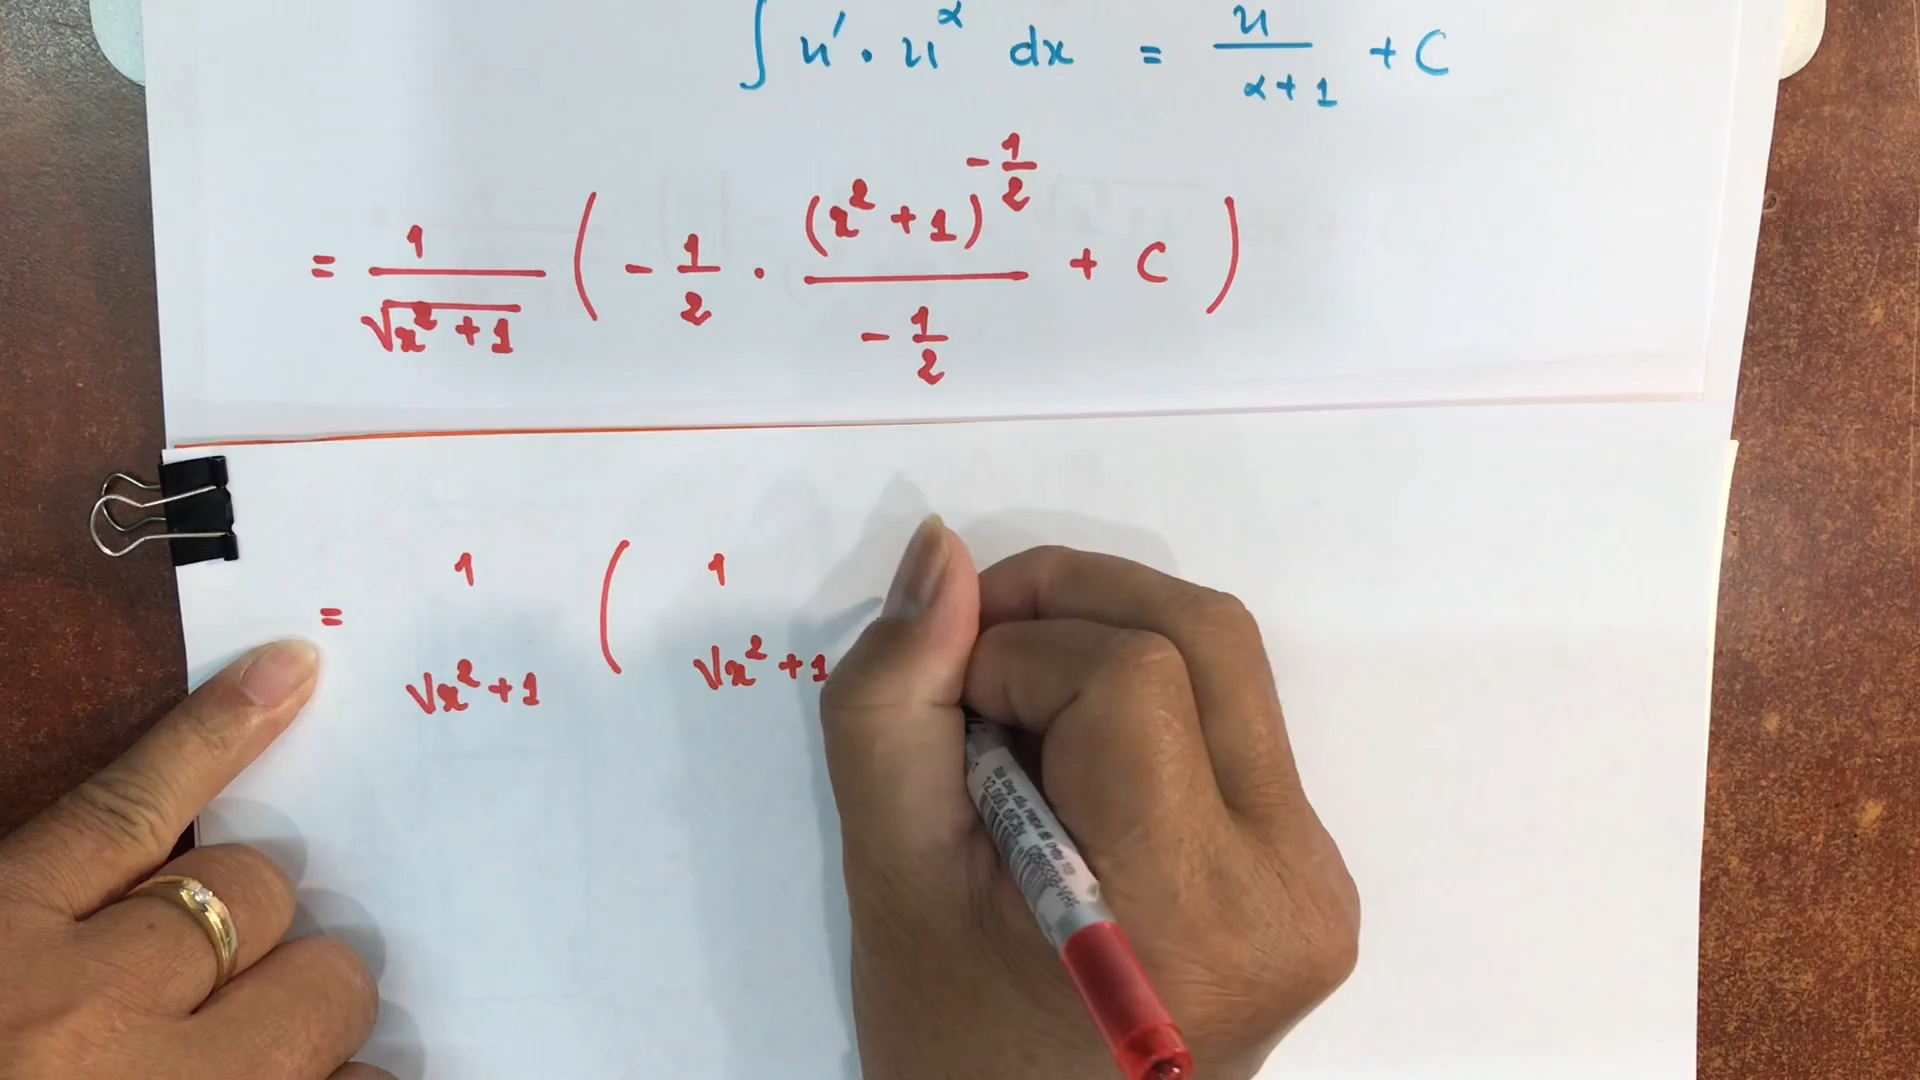 ∫ u' · u^α dx = u / (α+1) + C
= 1/√(x²+1) ( - 1/2 · (x²+1)^(-1/2) / (-1/2) + C )
= 1 √x²+1 ( 1 √x²+1